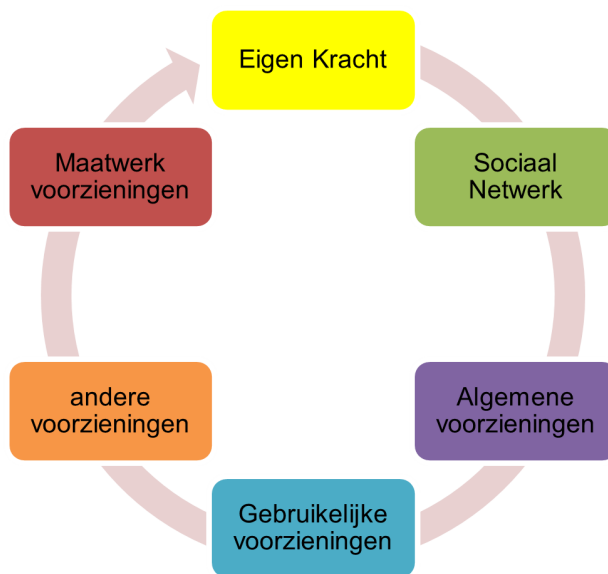 Eigen Kracht
Sociaal
Netwerk
Algemene
voorzieningen
Gebruikelijke
voorzieningen
andere
voorzieningen
Maatwerk
voorzieningen